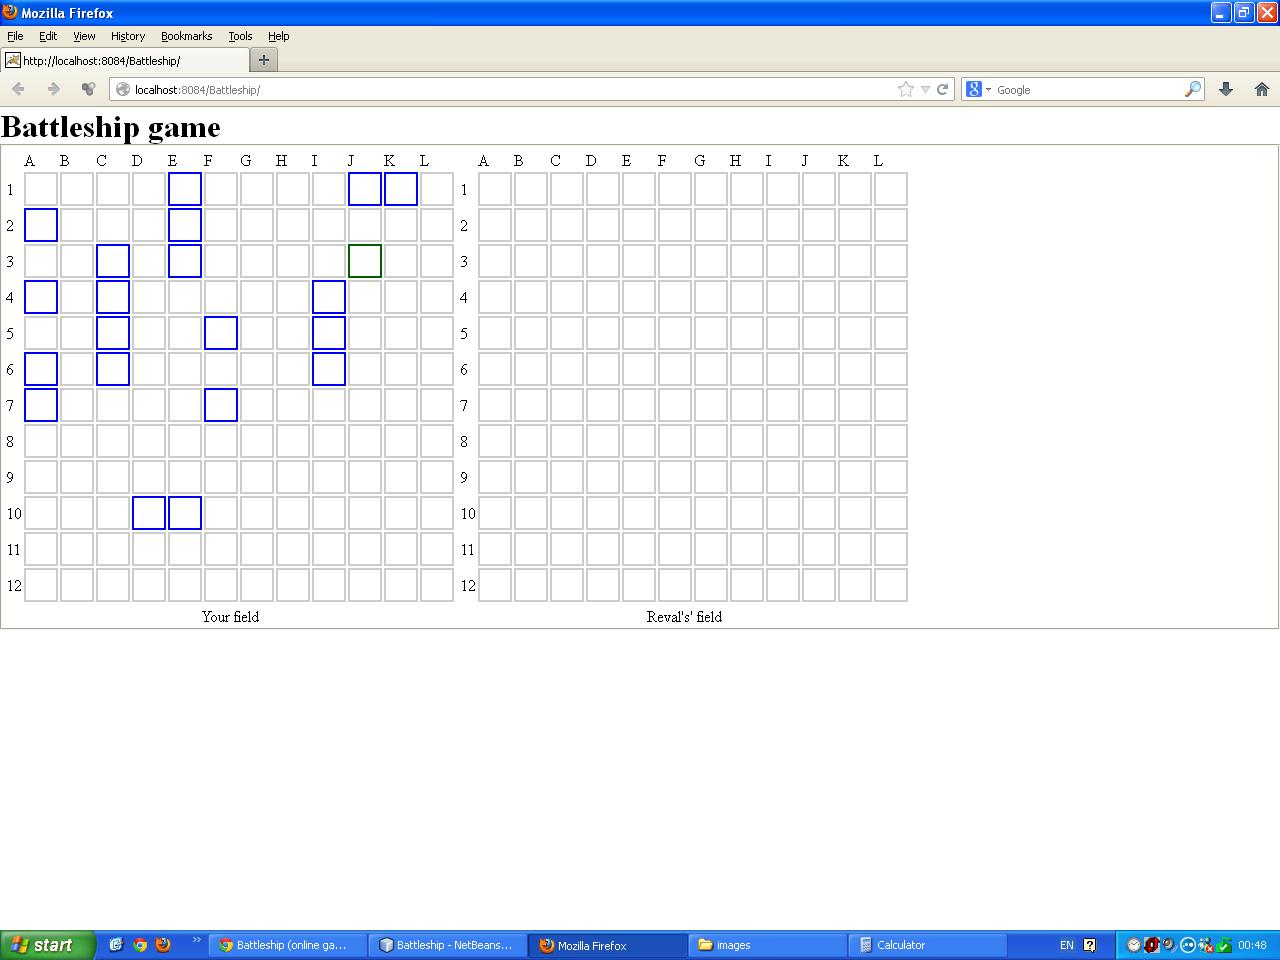 Mozilla Firefox
File Edit View History Bookmarks Tools Help
http://localhost:8084/Battleship/
localhost:8084/Battleship/ Google
Battleship game
A B C D E F G H I J K L A B C D E F G H I J K L
1 1
2 2
3 3
4 4
5 5
6 6
7 7
8 8
9 9
10 10
11 11
12 12
Your field Reval's' field
start Battleship (online ga... Battleship - NetBeans... Mozilla Firefox images Calculator EN 00:48